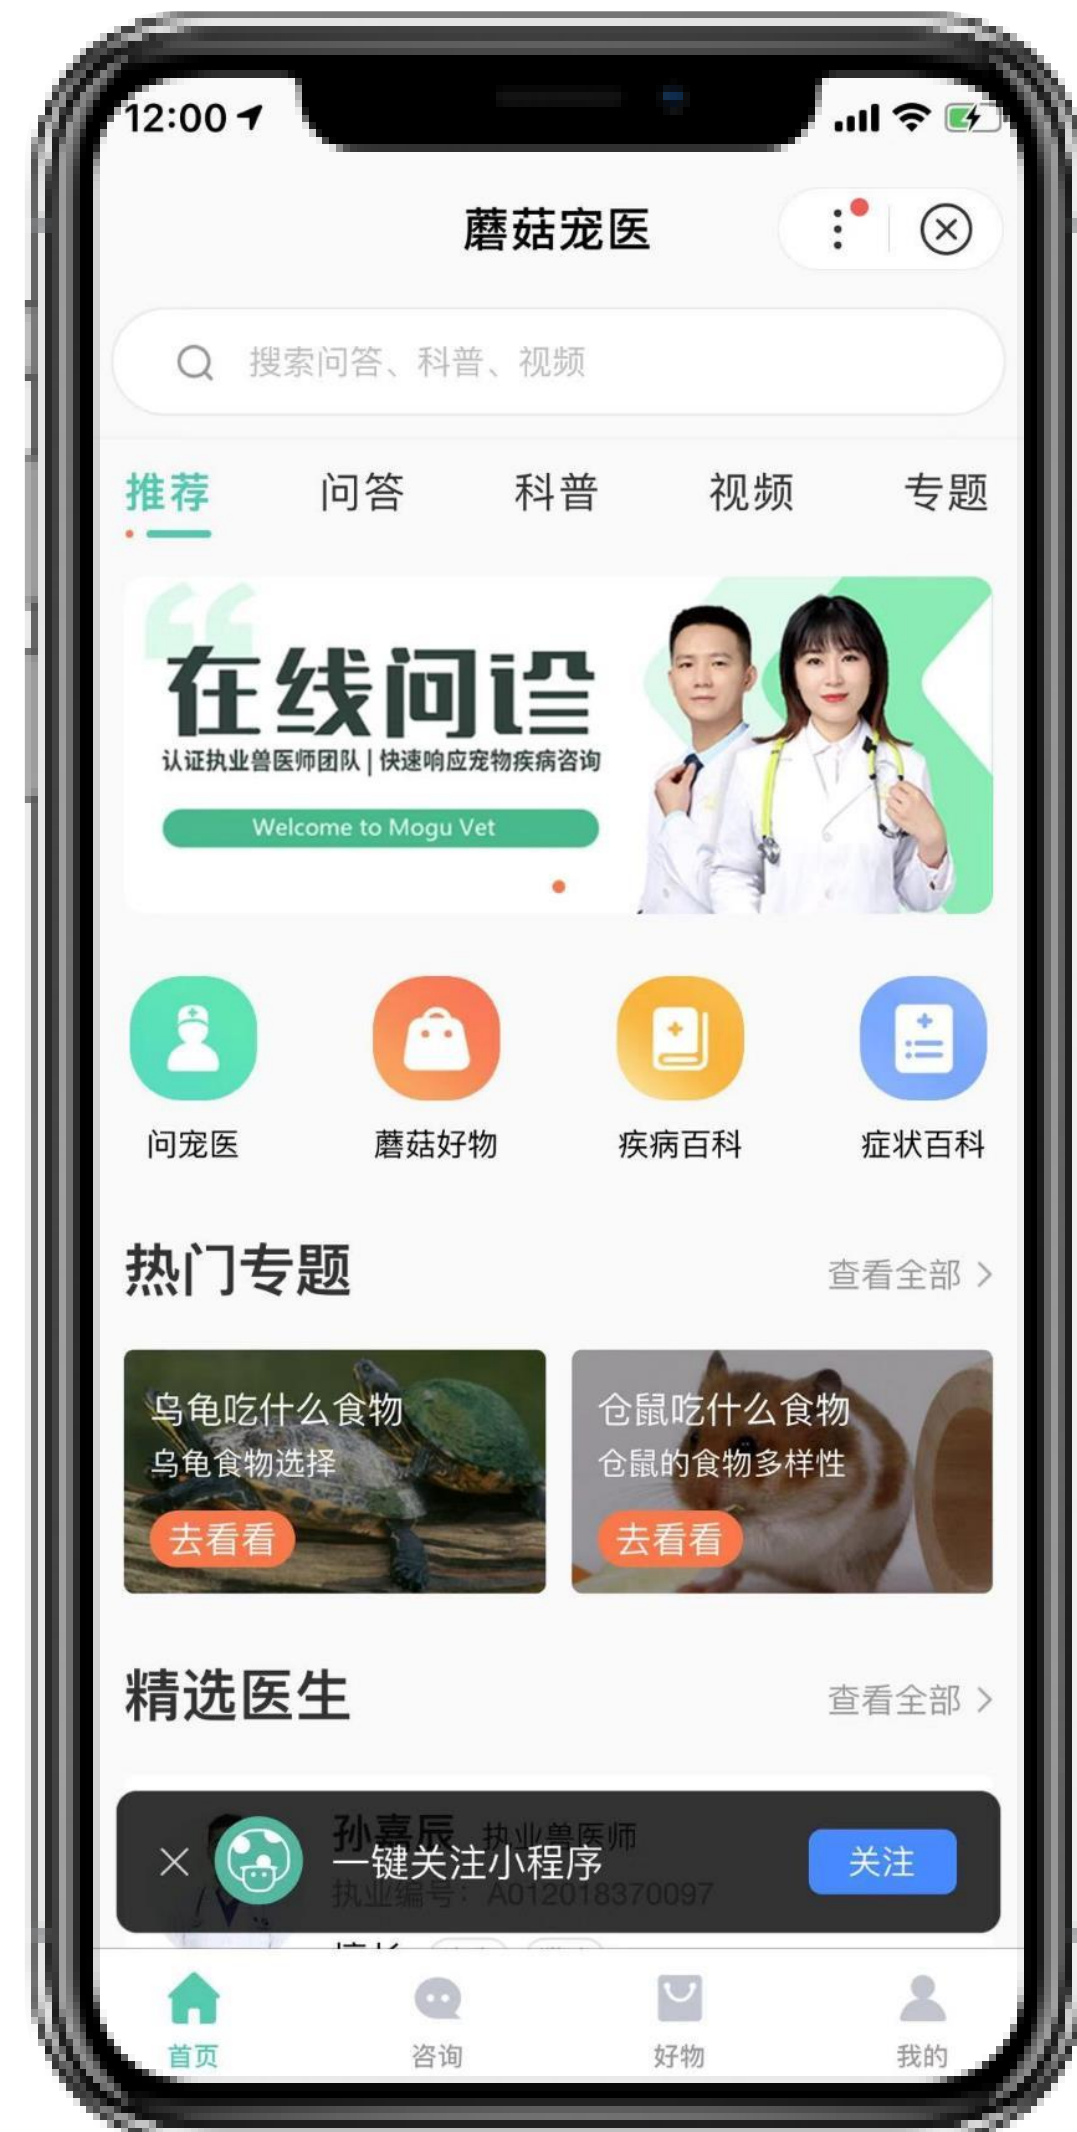 12:00
蘑菇宠医
搜索问答、科普、视频
推荐 问答 科普 视频 专题
在线问诊
认证执业兽医师团队 | 快速响应宠物疾病咨询
Welcome to Mogu Vet
问宠医 蘑菇好物 疾病百科 症状百科
热门专题 查看全部
乌龟吃什么食物
乌龟食物选择
去看看
仓鼠吃什么食物
仓鼠的食物多样性
去看看
精选医生 查看全部
孙嘉辰 执业兽医师
一键关注小程序 关注
执业编号：A012018370097
首页 咨询 好物 我的